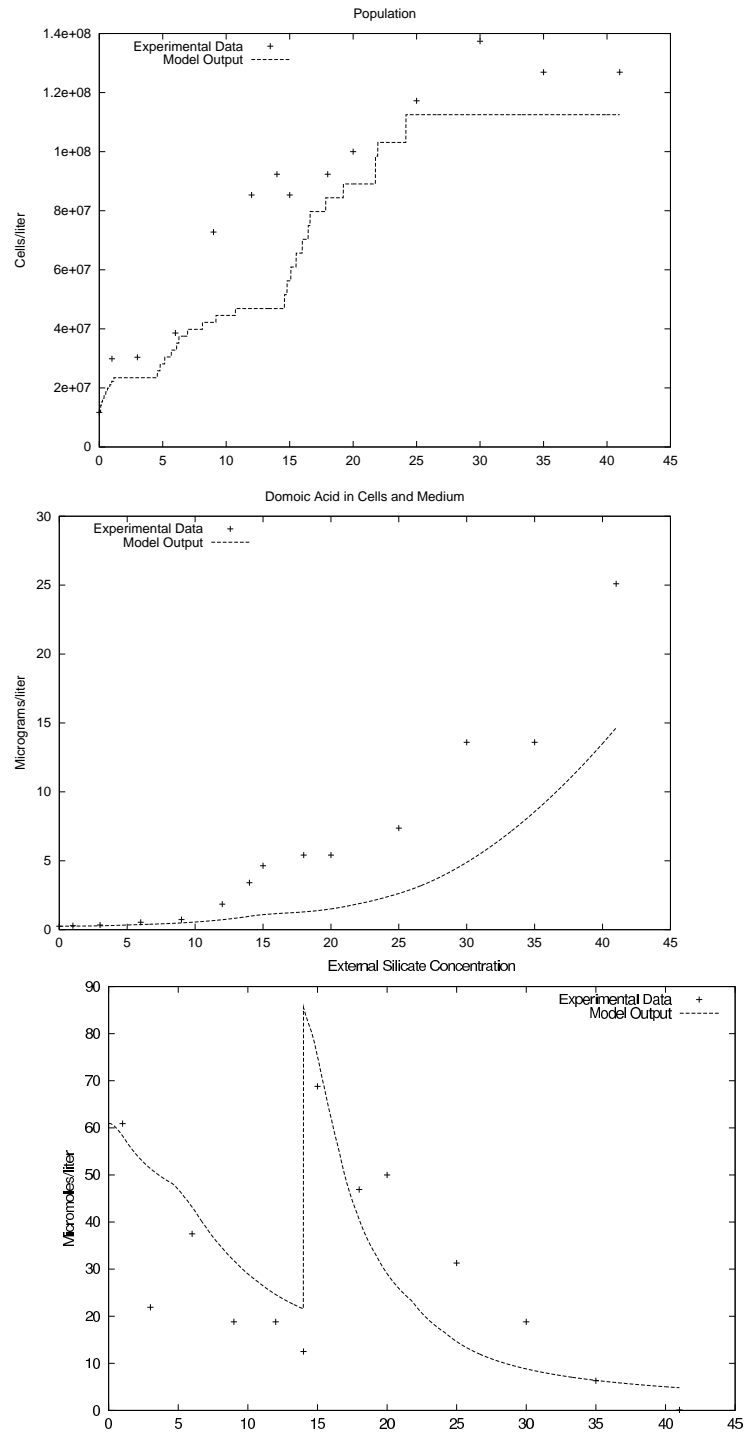 Population
1.4e+08
Experimental Data
Model Output
1.2e+08
1e+08
8e+07
Cells/liter
6e+07
4e+07
2e+07
0
0 5 10 15 20 25 30 35 40 45
Domoic Acid in Cells and Medium
30
Experimental Data
Model Output
25
20
Micrograms/liter
15
10
5
0
0 5 10 15 20 25 30 35 40 45
External Silicate Concentration
90
Experimental Data
Model Output
80
70
60
50
Micromoles/liter
40
30
20
10
0
0 5 10 15 20 25 30 35 40 45